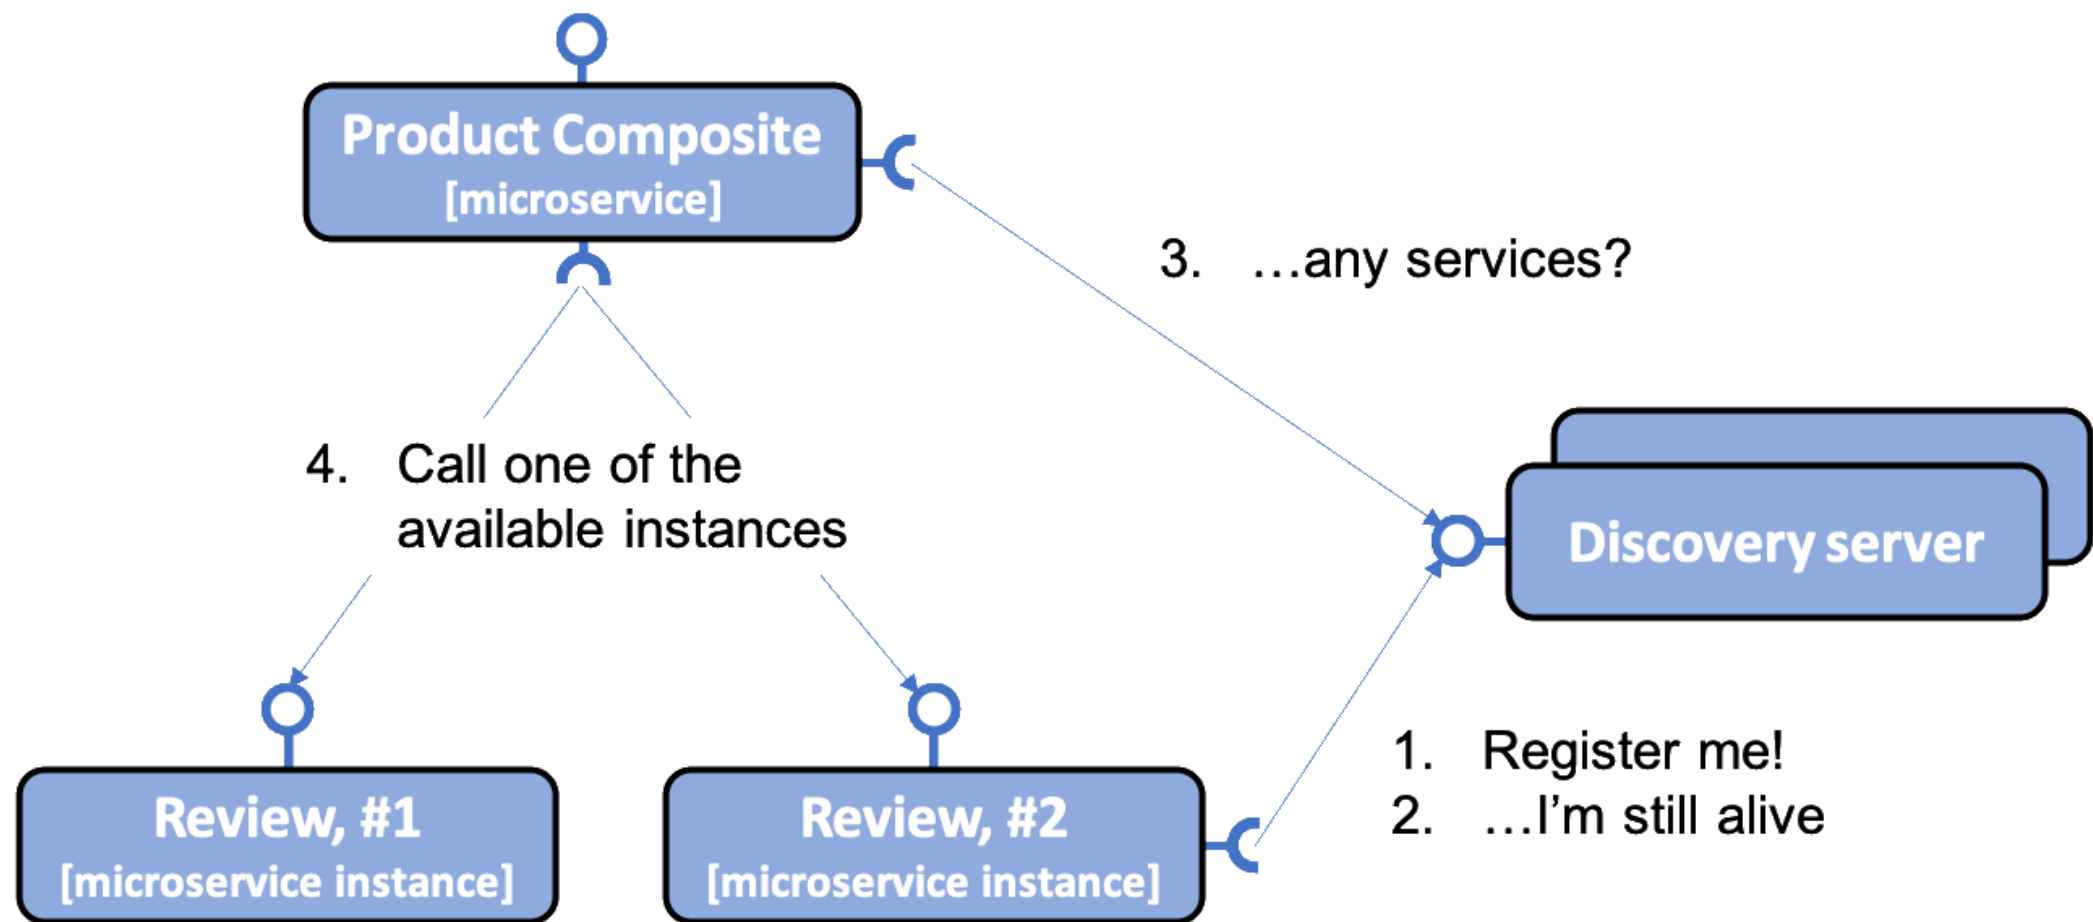 Product Composite
[microservice]
3. …any services?
4. Call one of the
available instances
Discovery server
1. Register me!
2. …I’m still alive
Review, #1
[microservice instance]
Review, #2
[microservice instance]